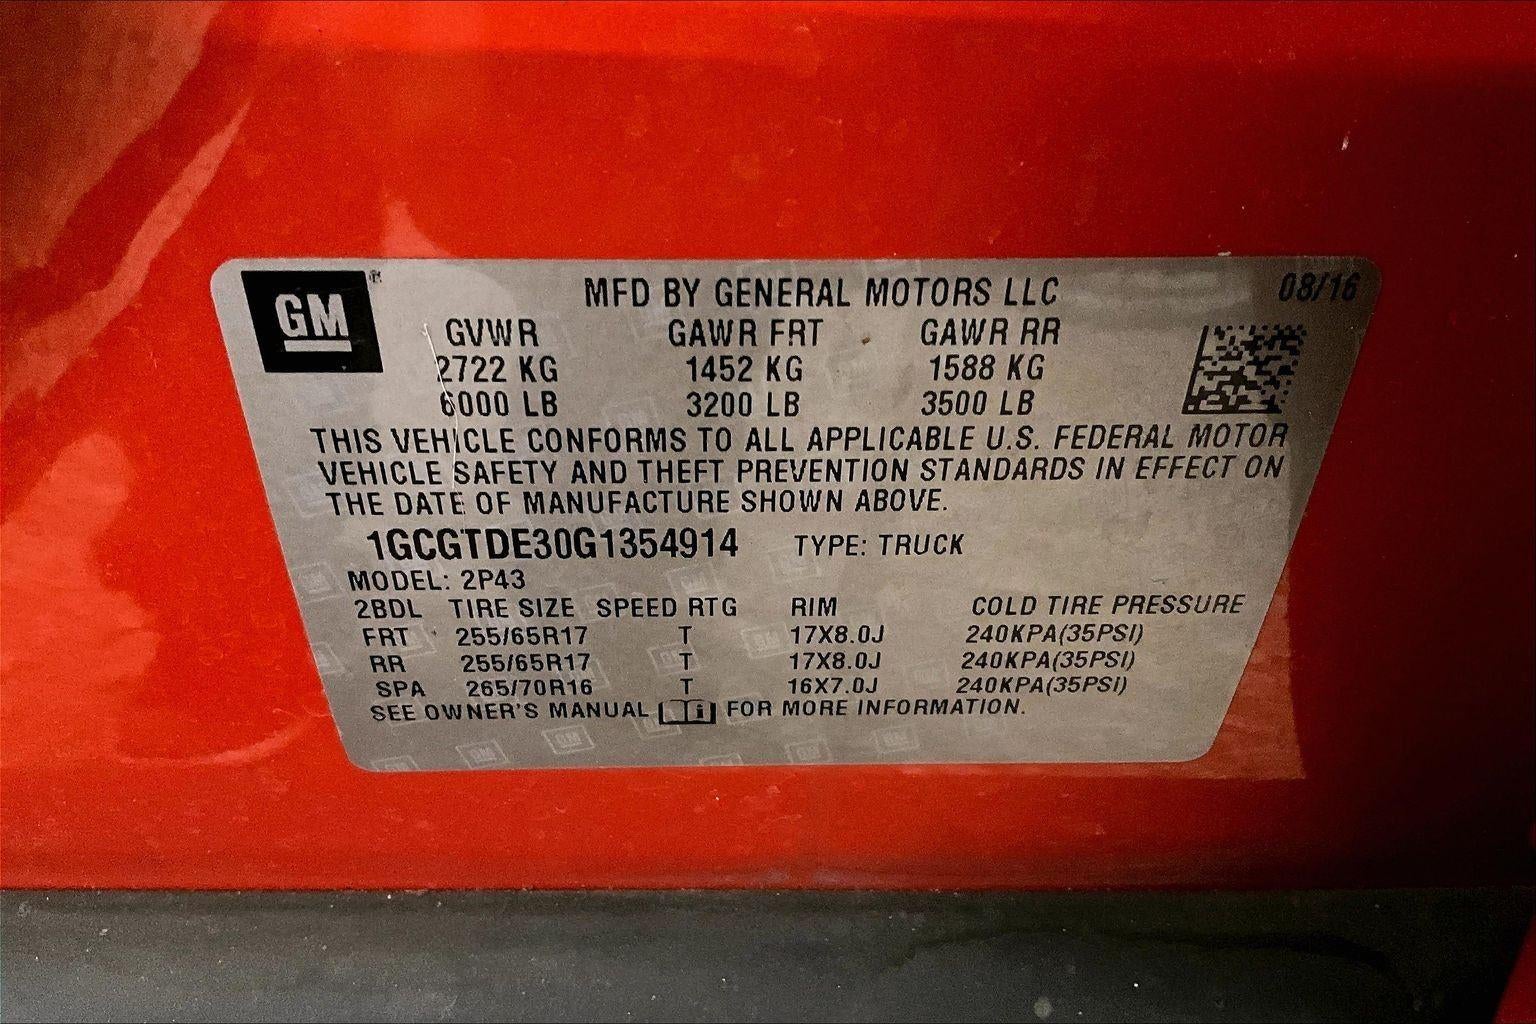 GM ® MFD BY GENERAL MOTORS LLC 08/16
GVWR GAWR FRT GAWR RR
2722 KG 1452 KG 1588 KG
6000 LB 3200 LB 3500 LB
THIS VEHICLE CONFORMS TO ALL APPLICABLE U.S. FEDERAL MOTOR
VEHICLE SAFETY AND THEFT PREVENTION STANDARDS IN EFFECT ON
THE DATE OF MANUFACTURE SHOWN ABOVE.
1GCGTDE30G1354914 TYPE: TRUCK
MODEL: 2P43
2BDL TIRE SIZE SPEED RTG RIM COLD TIRE PRESSURE
FRT 255/65R17 T 17X8.0J 240KPA(35PSI)
RR 255/65R17 T 17X8.0J 240KPA(35PSI)
SPA 265/70R16 T 16X7.0J 240KPA(35PSI)
SEE OWNER'S MANUAL i FOR MORE INFORMATION.